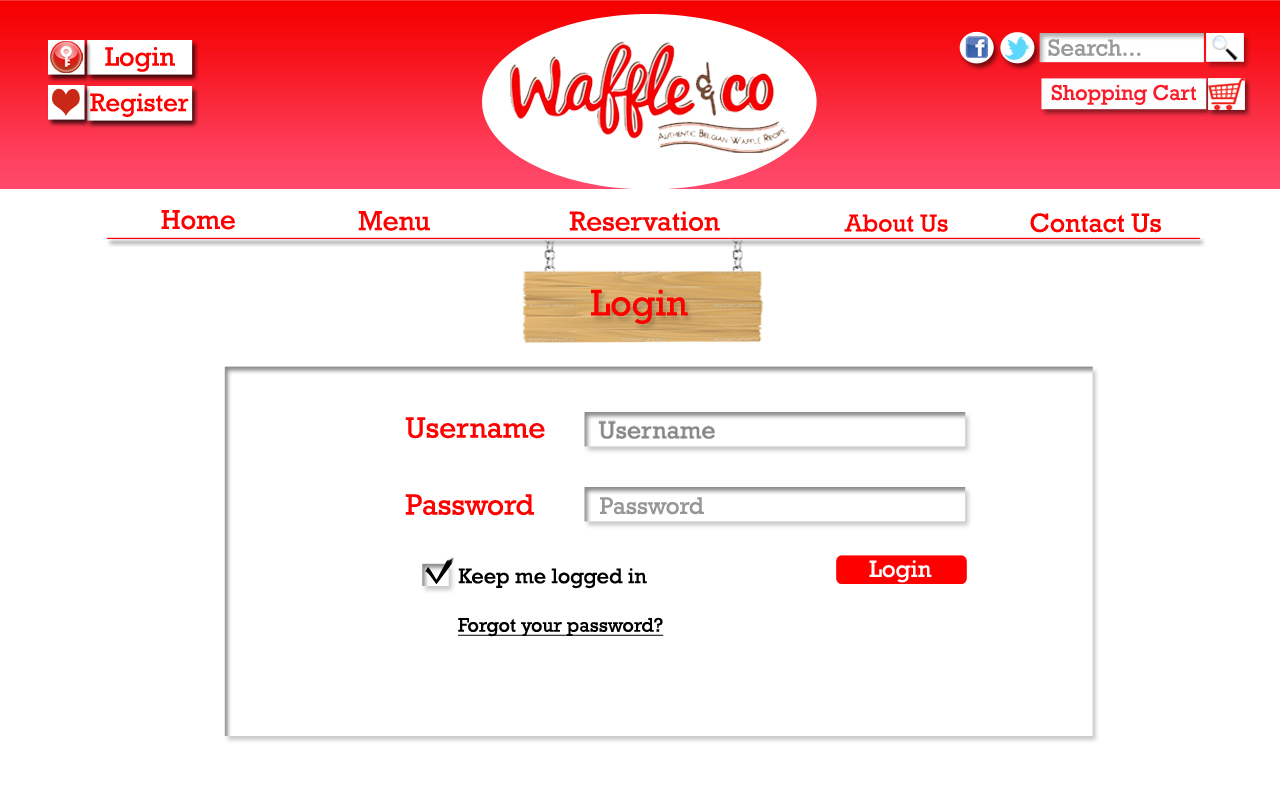 Login
Register
Waffle & co
Authentic Belgian Waffle Recipe
Search...
Shopping Cart
Home
Menu
Reservation
About Us
Contact Us
Login
Username
Username
Password
Password
Keep me logged in
Login
Forgot your password?